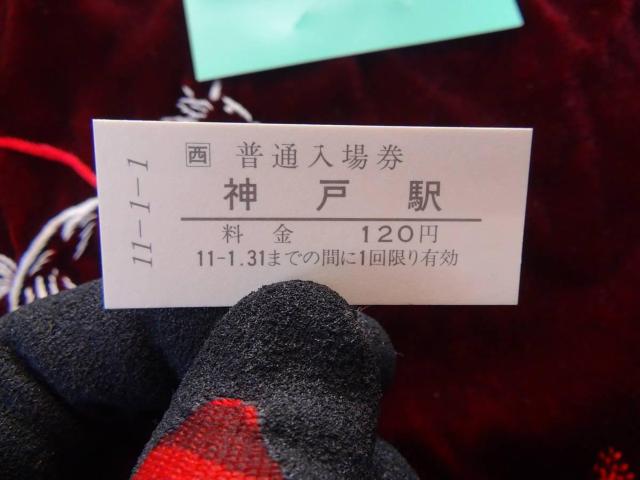 11-1-1
西 普通入場券
神戸駅
料金 120円
11-1.31までの間に1回限り有効